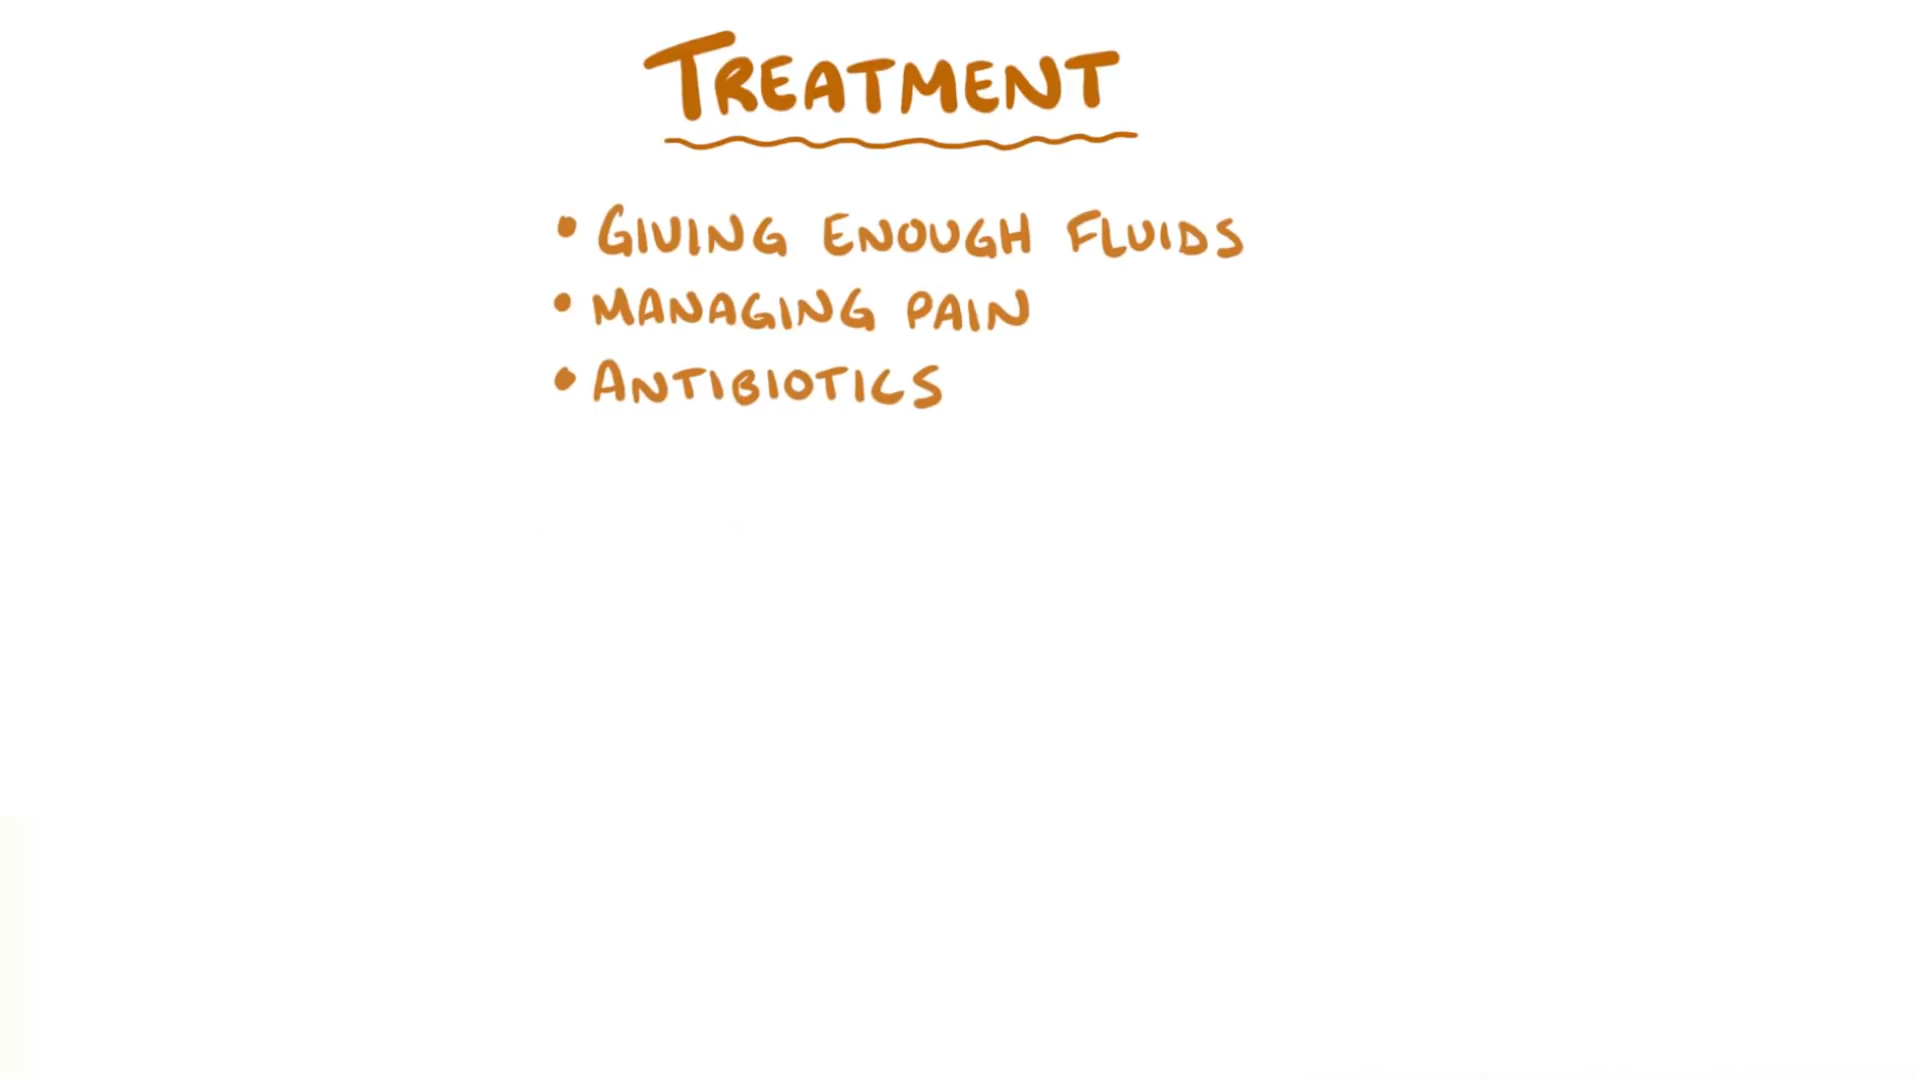 TREATMENT
• GIVING ENOUGH FLUIDS
• MANAGING PAIN
• ANTIBIOTICS